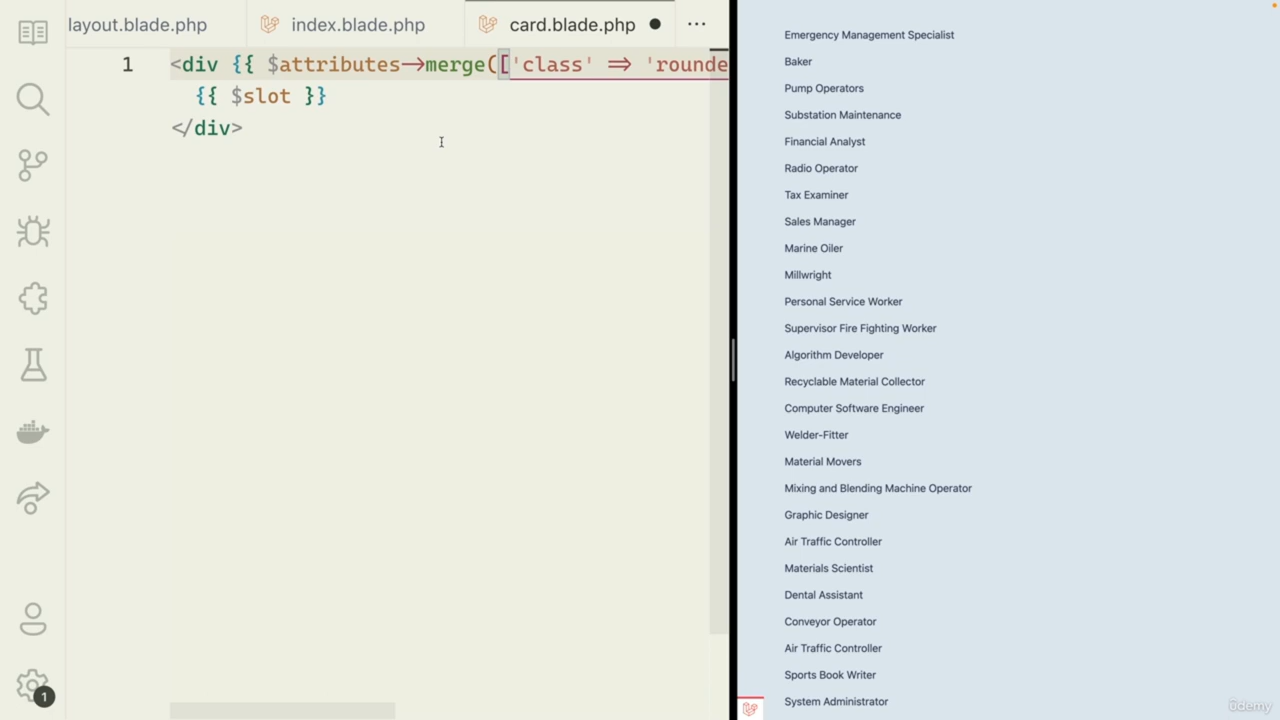 layout.blade.php
index.blade.php
card.blade.php
1
<div {{ $attributes->merge(['class' => 'rounde
{{ $slot }}
</div>
1
Emergency Management Specialist
Baker
Pump Operators
Substation Maintenance
Financial Analyst
Radio Operator
Tax Examiner
Sales Manager
Marine Oiler
Millwright
Personal Service Worker
Supervisor Fire Fighting Worker
Algorithm Developer
Recyclable Material Collector
Computer Software Engineer
Welder-Fitter
Material Movers
Mixing and Blending Machine Operator
Graphic Designer
Air Traffic Controller
Materials Scientist
Dental Assistant
Conveyor Operator
Air Traffic Controller
Sports Book Writer
System Administrator
ûdemy